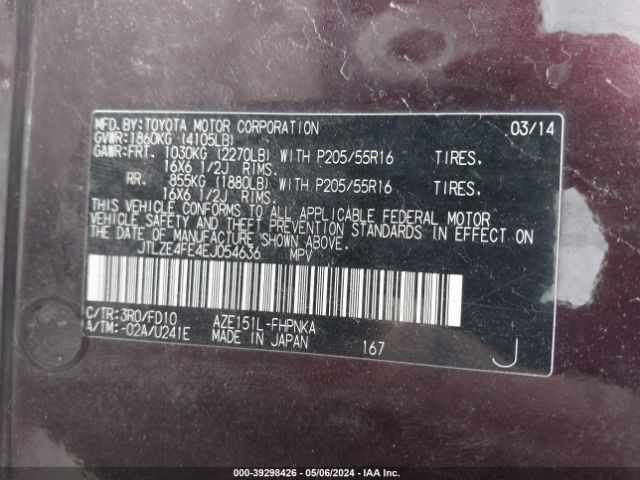 MFD.BY:TOYOTA MOTOR CORPORATION 03/14
GVWR:1860KG (4105LB)
GAWR:FRT. 1030KG (2270LB) WITH P205/55R16 TIRES,
16X6 1/2J RIMS.
RR. 855KG (1880LB) WITH P205/55R16 TIRES,
16X6 1/2J RIMS.
THIS VEHICLE CONFORMS TO ALL APPLICABLE FEDERAL MOTOR
VEHICLE SAFETY AND THEFT PREVENTION STANDARDS IN EFFECT ON
THE DATE OF MANUFACTURE SHOWN ABOVE.
JTLZE4FE4EJ054636 MPV
C/TR:3R0/FD10 AZE151L-FHPNKA
A/TM:-02A/U241E MADE IN JAPAN 167 J
000-39298426 - 05/06/2024 - IAA